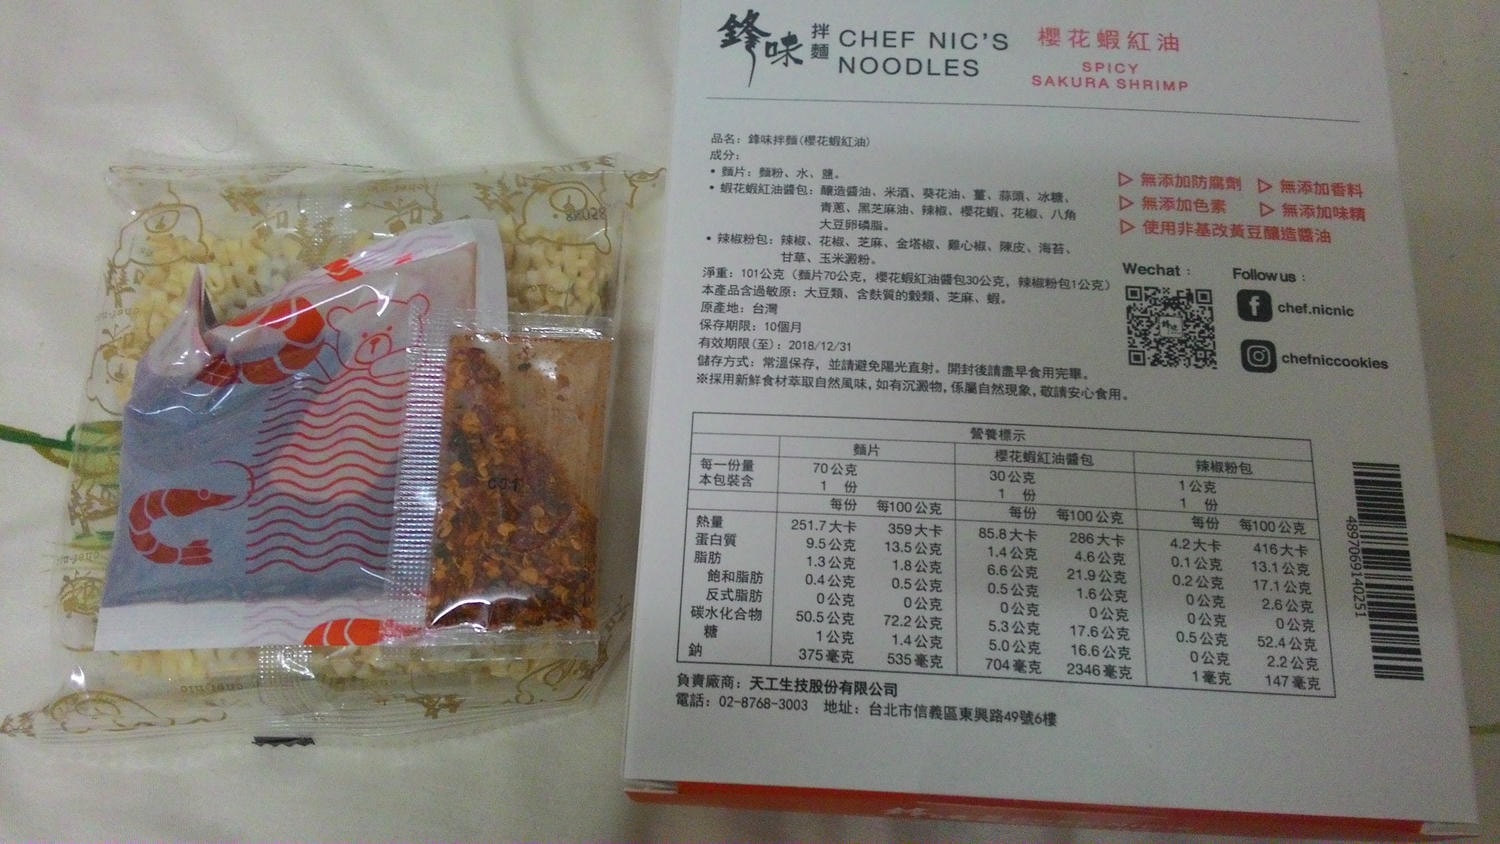 鋒味 拌麵 CHEF NIC'S NOODLES
櫻花蝦紅油
SPICY
SAKURA SHRIMP
品名：鋒味拌麵(櫻花蝦紅油)
成分：
• 麵片：麵粉、水、鹽。
• 蝦花蝦紅油醬包：釀造醬油、米酒、葵花油、薑、蒜頭、冰糖、
青蔥、黑芝麻油、辣椒、櫻花蝦、花椒、八角
大豆卵磷脂。
• 辣椒粉包：辣椒、花椒、芝麻、金塔椒、雞心椒、陳皮、海苔、
甘草、玉米澱粉。
淨重：101公克（麵片70公克，櫻花蝦紅油醬包30公克，辣椒粉包1公克）
本產品含過敏原：大豆類、含麩質的穀類、芝麻、蝦。
原產地：台灣
保存期限：10個月
有效期限(至)：2018/12/31
儲存方式：常溫保存，並請避免陽光直射。開封後請盡早食用完畢。
※採用新鮮食材萃取自然風味，如有沉澱物，係屬自然現象，敬請安心食用。
▷ 無添加防腐劑 ▷ 無添加香料
▷ 無添加色素 ▷ 無添加味精
▷ 使用非基改黃豆釀造醬油
Wechat： Follow us：
chef.nicnic
chefniccookies
營養標示
麵片 櫻花蝦紅油醬包 辣椒粉包
每一份量 70公克 30公克 1公克
本包裝含 1 份 1 份 1 份
每份 每100公克 每份 每100公克 每份 每100公克
熱量 251.7大卡 359大卡 85.8大卡 286大卡 4.2大卡 416大卡
蛋白質 9.5公克 13.5公克 1.4公克 4.6公克 0.1公克 13.1公克
脂肪 1.3公克 1.8公克 6.6公克 21.9公克 0.2公克 17.1公克
飽和脂肪 0.4公克 0.5公克 0.5公克 1.6公克 0公克 2.6公克
反式脂肪 0公克 0公克 0公克 0公克 0公克 0公克
碳水化合物 50.5公克 72.2公克 5.3公克 17.6公克 0.5公克 52.4公克
糖 1公克 1.4公克 5.0公克 16.6公克 0公克 2.2公克
鈉 375毫克 535毫克 704毫克 2346毫克 1毫克 147毫克
負責廠商：天工生技股份有限公司
電話：02-8768-3003 地址：台北市信義區東興路49號6樓
4897069140251